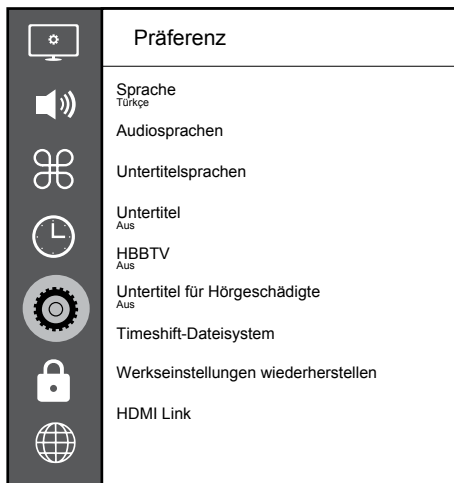 Präferenz
Sprache
Türkçe
Audiosprachen
Untertitelsprachen
Untertitel
Aus
HBBTV
Aus
Untertitel für Hörgeschädigte
Aus
Timeshift-Dateisystem
Werkseinstellungen wiederherstellen
HDMI Link